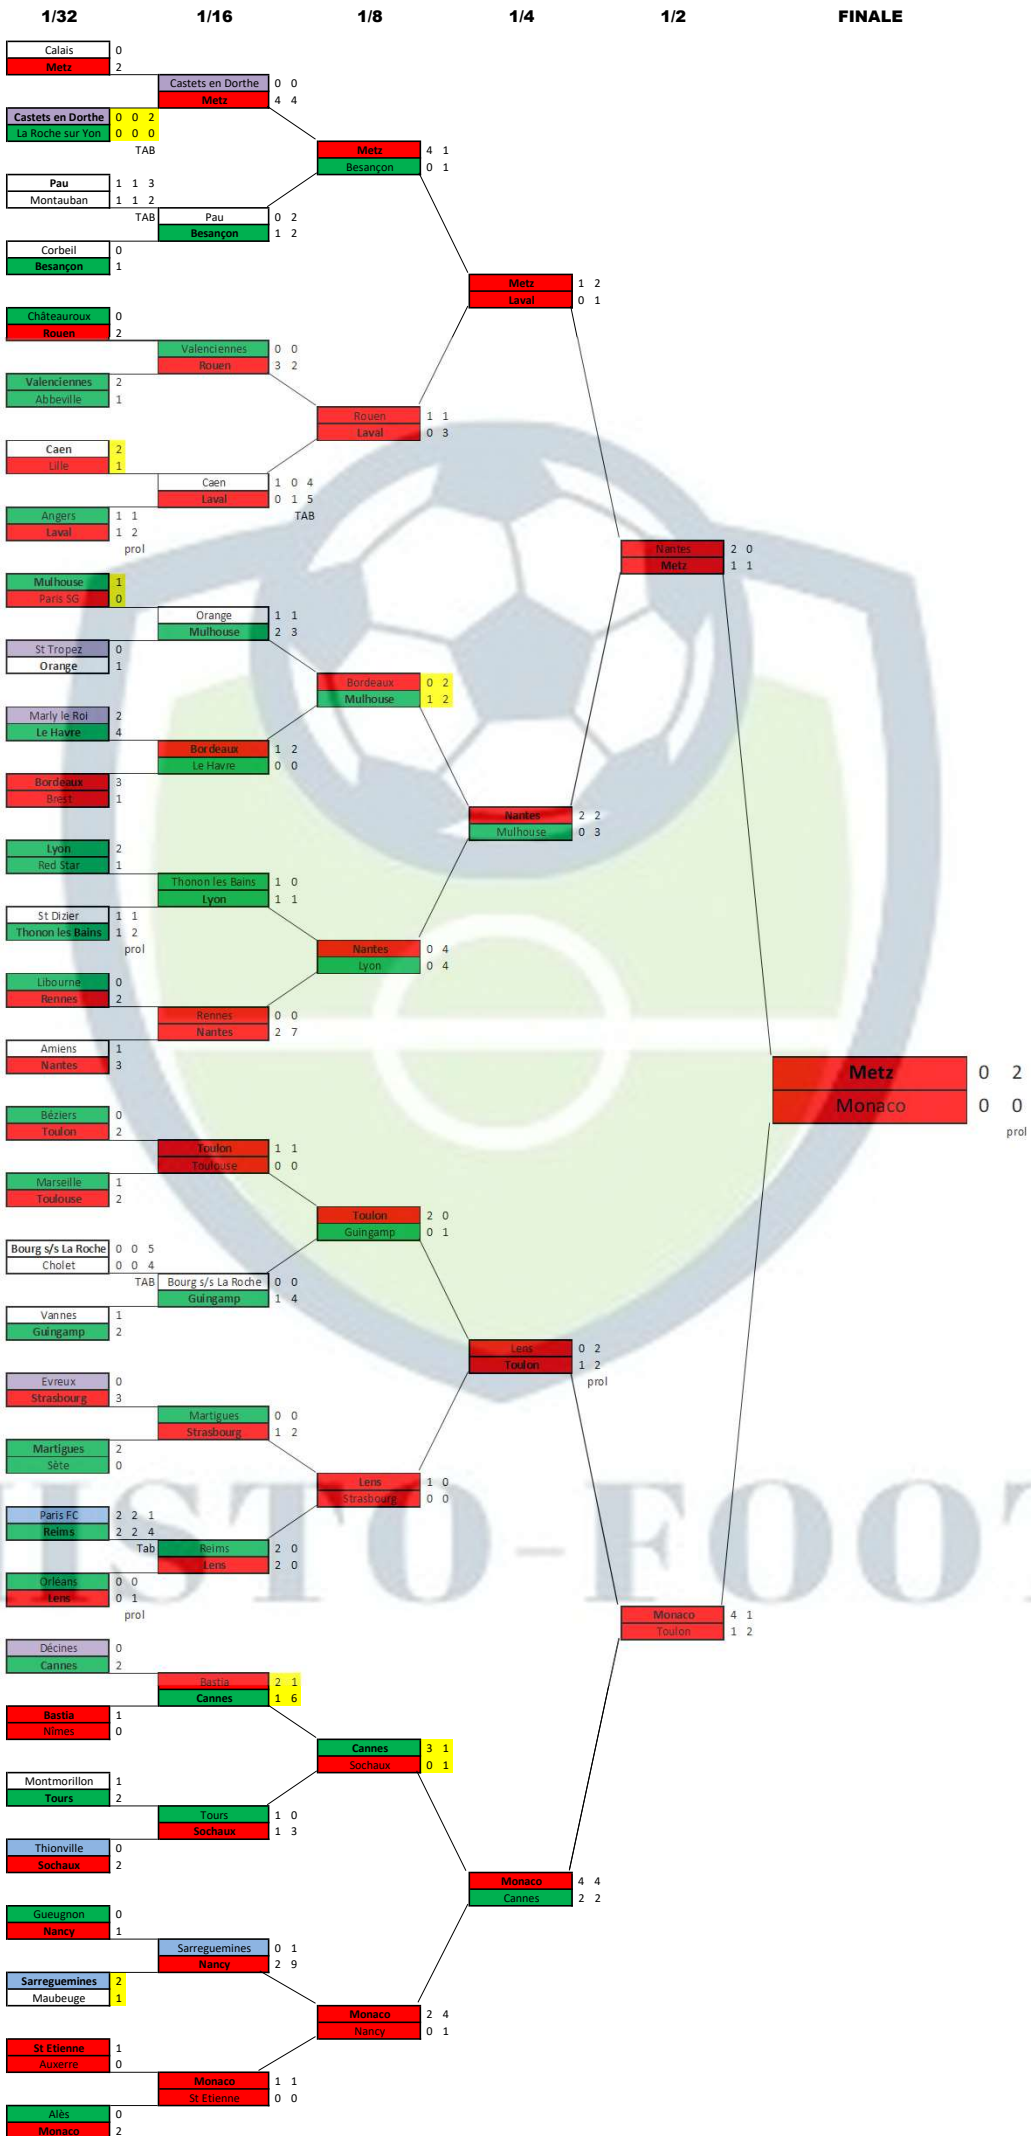 1/32 1/16 1/8 1/4 1/2 FINALE
Calais 0
Metz 2
Castets en Dorthe 0 0
Metz 4 4
Castets en Dorthe 0 0 2
La Roche sur Yon 0 0 0
TAB
Metz 4 1
Besançon 0 1
Pau 1 1 3
Montauban 1 1 2
TAB
Pau 0 2
Besançon 1 2
Corbeil 0
Besançon 1
Metz 1 2
Laval 0 1
Châteauroux 0
Rouen 2
Valenciennes 0 0
Rouen 3 2
Valenciennes 2
Abbeville 1
Rouen 1 1
Laval 0 3
Caen 2
Lille 1
Caen 1 0 4
Laval 0 1 5
TAB
Angers 1 1
Laval 1 2
prol
Nantes 2 0
Metz 1 1
Mulhouse 1
Paris SG 0
Orange 1 1
Mulhouse 2 3
St Tropez 0
Orange 1
Bordeaux 0 2
Mulhouse 1 2
Marly le Roi 2
Le Havre 4
Bordeaux 1 2
Le Havre 0 0
Bordeaux 3
Brest 1
Nantes 2 2
Mulhouse 0 3
Lyon 2
Red Star 1
Thonon les Bains 1 0
Lyon 1 1
St Dizier 1 1
Thonon les Bains 1 2
prol
Nantes 0 4
Lyon 0 4
Libourne 0
Rennes 2
Rennes 0 0
Nantes 2 7
Amiens 1
Nantes 3
Metz 0 2
Monaco 0 0
prol
Béziers 0
Toulon 2
Toulon 1 1
Toulouse 0 0
Marseille 1
Toulouse 2
Toulon 2 0
Guingamp 0 1
Bourg s/s La Roche 0 0 5
Cholet 0 0 4
TAB
Bourg s/s La Roche 0 0
Guingamp 1 4
Vannes 1
Guingamp 2
Lens 0 2
Toulon 1 2
prol
Evreux 0
Strasbourg 3
Martigues 0 0
Strasbourg 1 2
Martigues 2
Sète 0
Lens 1 0
Strasbourg 0 0
Paris FC 2 2 1
Reims 2 2 4
Tab
Reims 2 0
Lens 2 0
Orléans 0 0
Lens 0 1
prol
HISTO-FOOT
Monaco 4 1
Toulon 1 2
Décines 0
Cannes 2
Bastia 2 1
Cannes 1 6
Bastia 1
Nîmes 0
Cannes 3 1
Sochaux 0 1
Montmorillon 1
Tours 2
Tours 1 0
Sochaux 1 3
Thionville 0
Sochaux 2
Monaco 4 4
Cannes 2 2
Gueugnon 0
Nancy 1
Sarreguemines 0 1
Nancy 2 9
Sarreguemines 2
Maubeuge 1
Monaco 2 4
Nancy 0 1
St Etienne 1
Auxerre 0
Monaco 1 1
St Etienne 0 0
Alès 0
Monaco 2